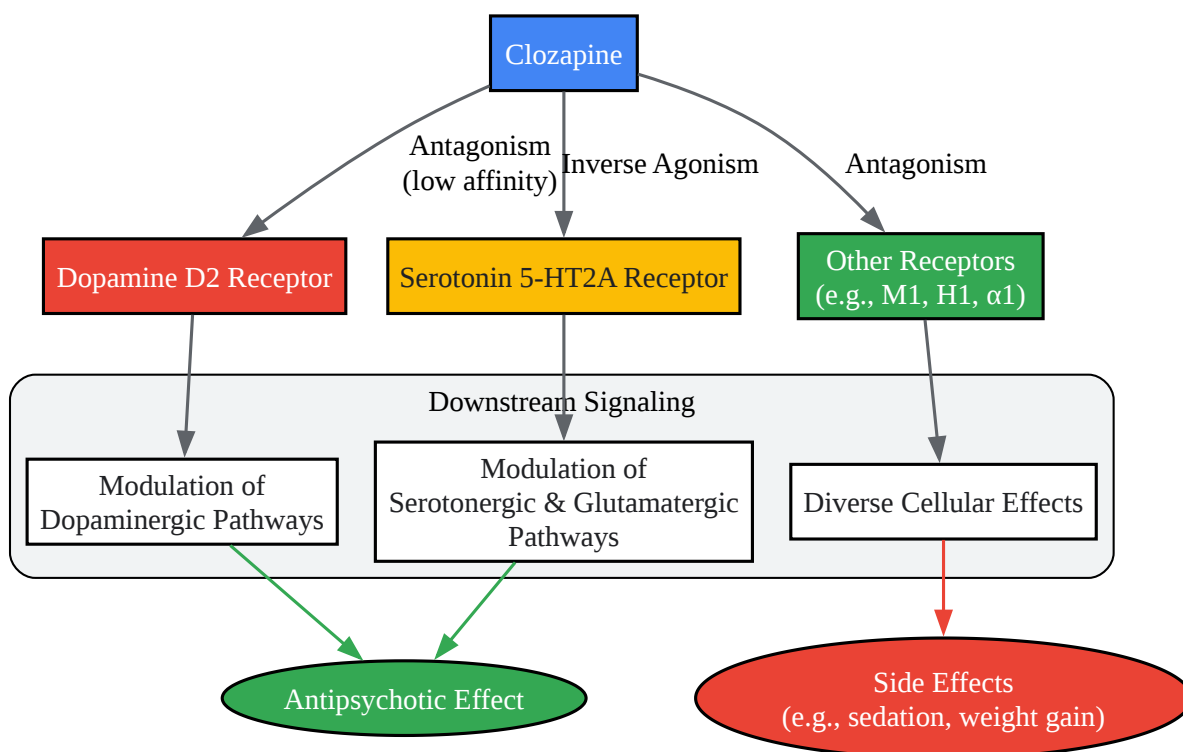 Clozapine
Antagonism
(low affinity)
Inverse Agonism
Antagonism
Dopamine D2 Receptor
Serotonin 5-HT2A Receptor
Other Receptors
(e.g., M1, H1, α1)
Downstream Signaling
Modulation of
Dopaminergic Pathways
Modulation of
Serotonergic & Glutamatergic
Pathways
Diverse Cellular Effects
Antipsychotic Effect
Side Effects
(e.g., sedation, weight gain)